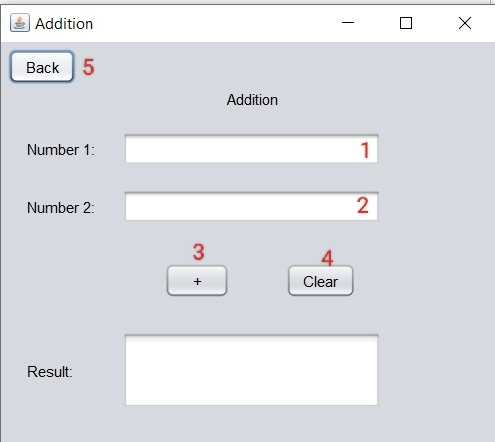 Addition
Back 5
Addition
Number 1: 1
Number 2: 2
3 4
+ Clear
Result: